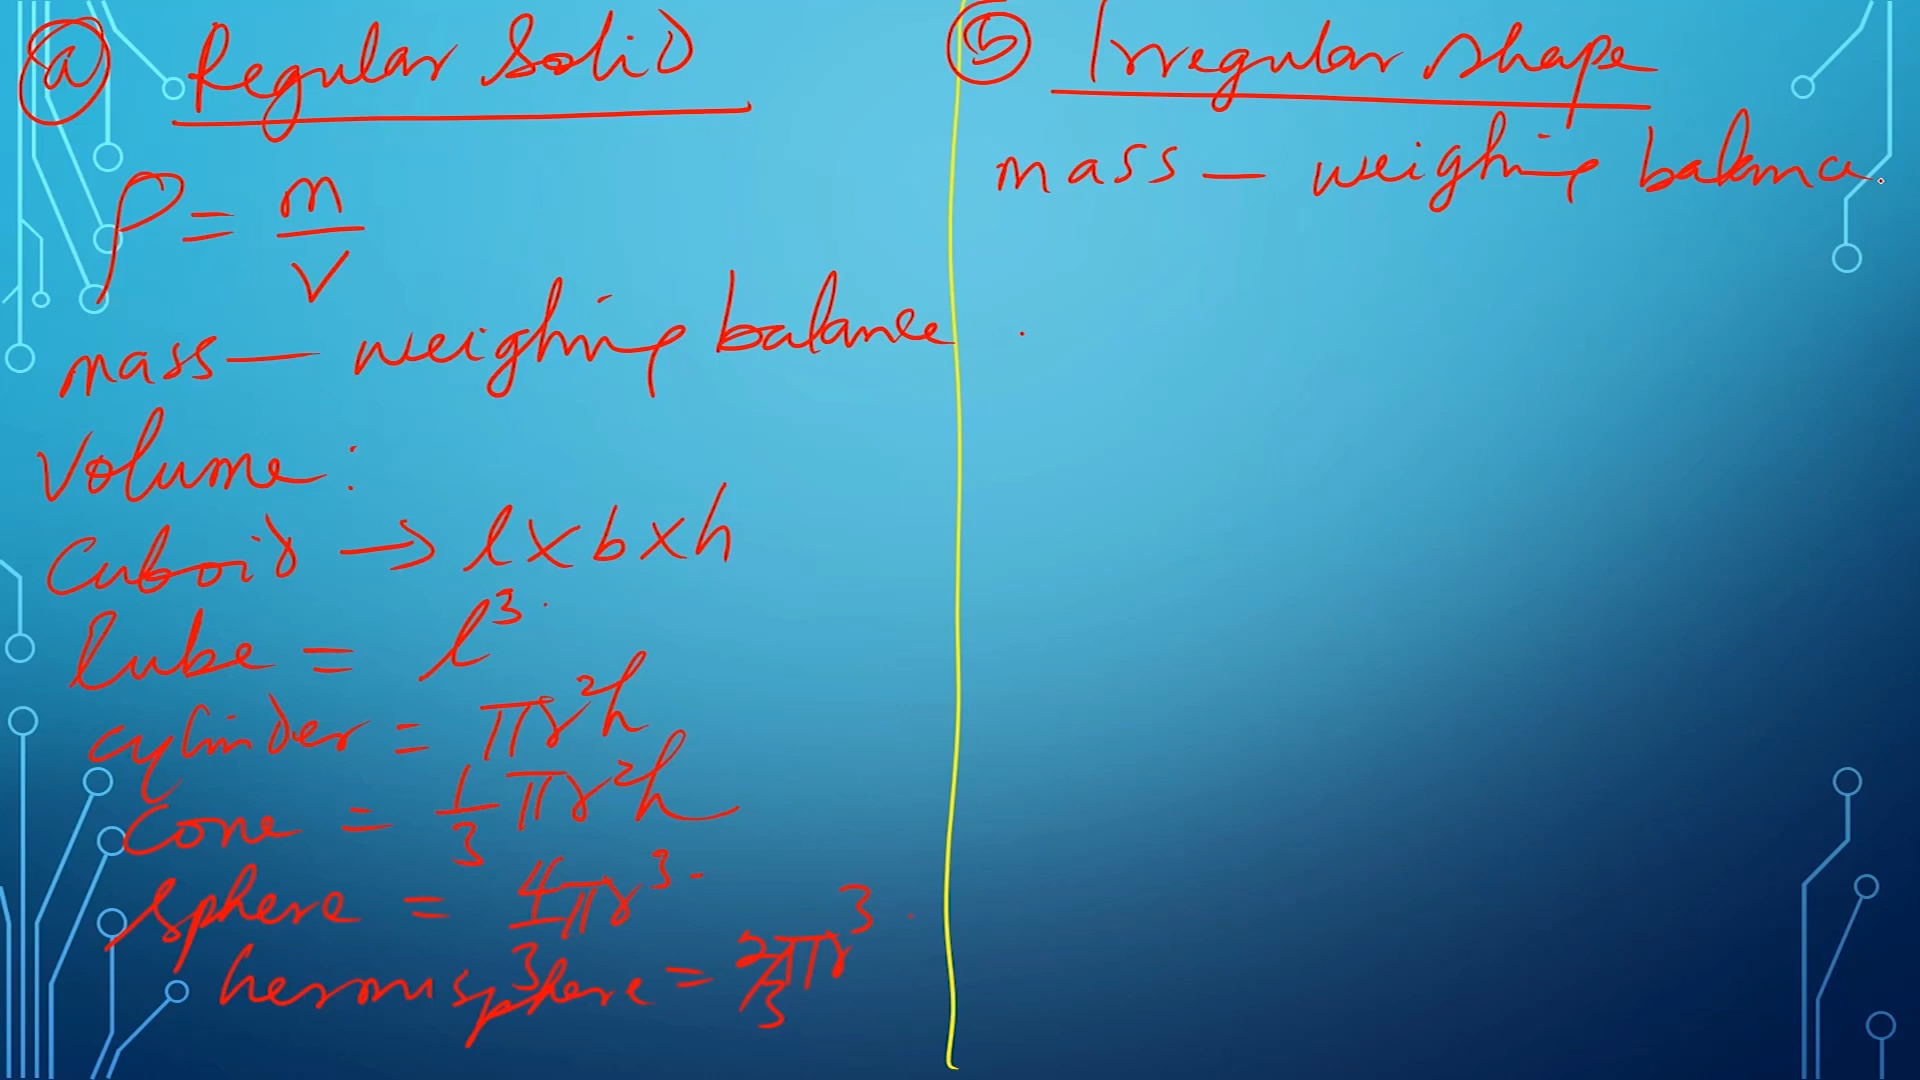 (a) Regular Solid
ρ = m/V
mass — weighing balance
Volume:
Cuboid → l×b×h
Cube = l³
cylinder = πr²h
Cone = 1/3 πr²h
Sphere = 4/3 πr³
hemisphere = 2/3 πr³
(b) Irregular shape
mass — weighing balanc